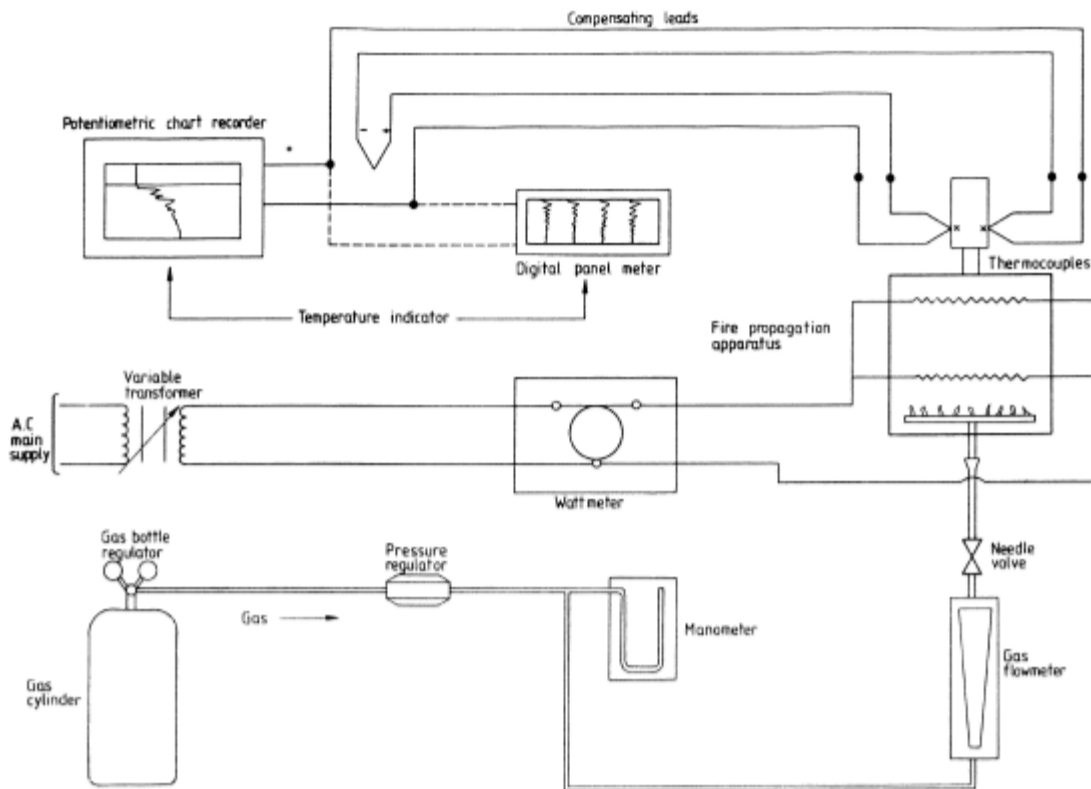 Compensating leads
Potentiometric chart recorder
- +
Thermocouples
Digital panel meter
Temperature indicator
Fire propagation
apparatus
Variable
transformer
A.C
main
supply
Wattmeter
Gas bottle
regulator
Pressure
regulator
Needle
valve
Gas
Manometer
Gas
flowmeter
Gas
cylinder